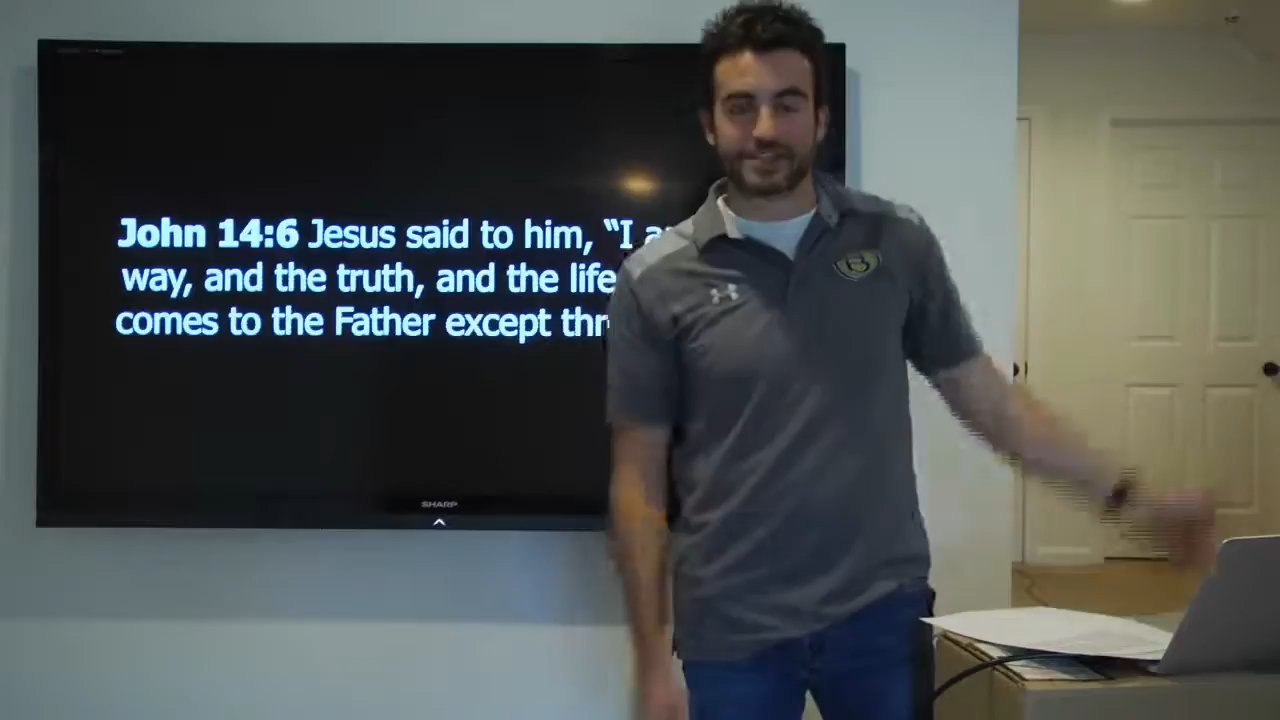 John 14:6 Jesus said to him, “I a
way, and the truth, and the life
comes to the Father except thr
SHARP